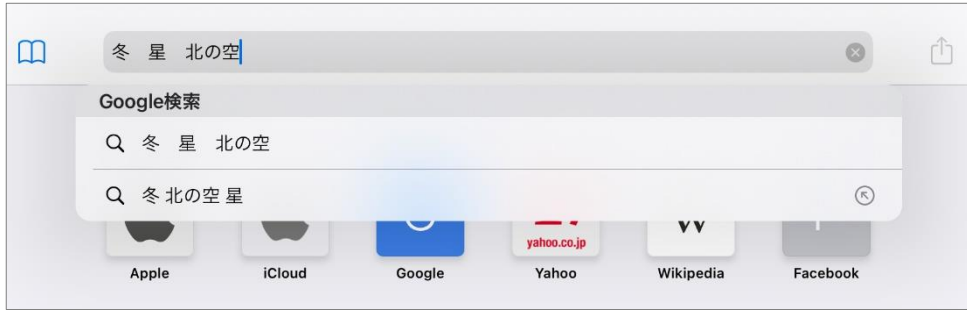 冬　星　北の空
Google検索
冬　星　北の空
冬 北の空 星
yahoo.co.jp
W
Apple
iCloud
Google
Yahoo
Wikipedia
Facebook